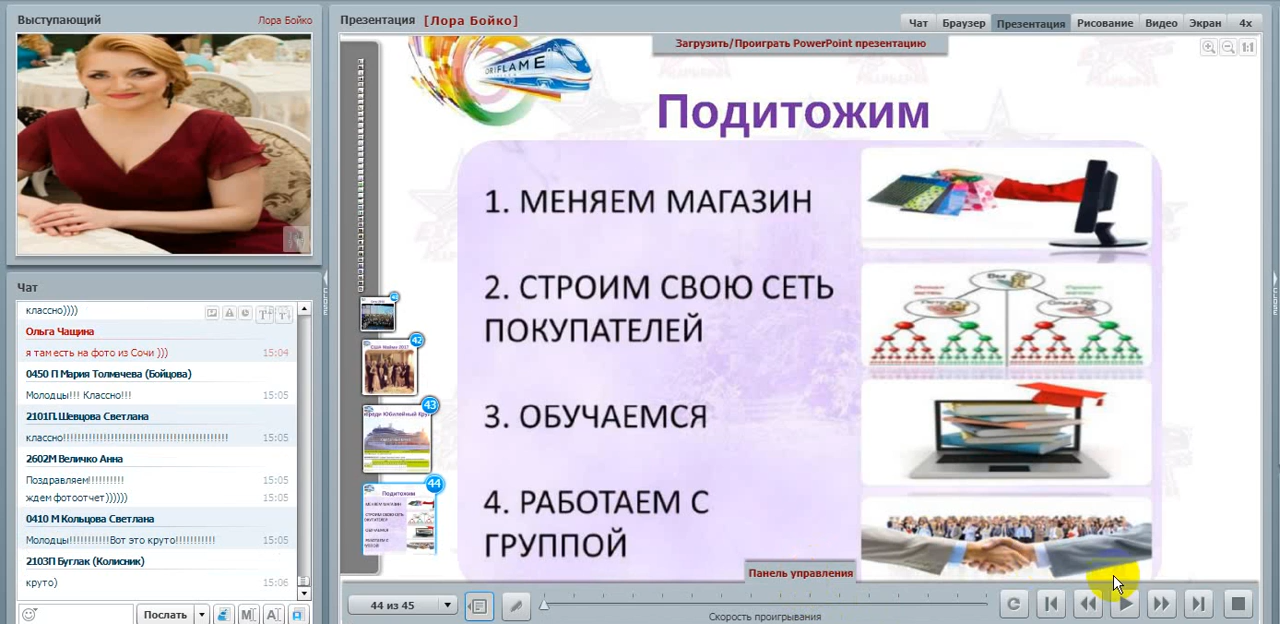 Выступающий
Лора Бойко
Чат
классно))))
Ольга Чащина
я там есть на фото из Сочи )))
15:04
0450 П Мария Толмачева (Бойцова)
Молодцы!!! Классно!!!
15:05
2101П.Шевцова Светлана
классно!!!!!!!!!!!!!!!!!!!!!!!!!!!!!!!!!!!!!!!!!!!!!
15:05
2602М Величко Анна
Поздравляем!!!!!!!!!!
15:05
ждем фотоотчет))))))
15:05
0410 М Кольцова Светлана
Молодцы!!!!!!!!!!!Вот это круто!!!!!!!!!!!
15:05
2103П Буглак (Колисник)
круто)
15:06
Послать
Презентация [Лора Бойко]
Чат Браузер Презентация Рисование Видео Экран 4x
Загрузить/Проиграть PowerPoint презентацию
1:1
ORIFLAME
Подитожим
1. МЕНЯЕМ МАГАЗИН
2. СТРОИМ СВОЮ СЕТЬ
ПОКУПАТЕЛЕЙ
3. ОБУЧАЕМСЯ
4. РАБОТАЕМ С
ГРУППОЙ
42
43
44
Подитожим
Панель управления
44 из 45
Скорость проигрывания